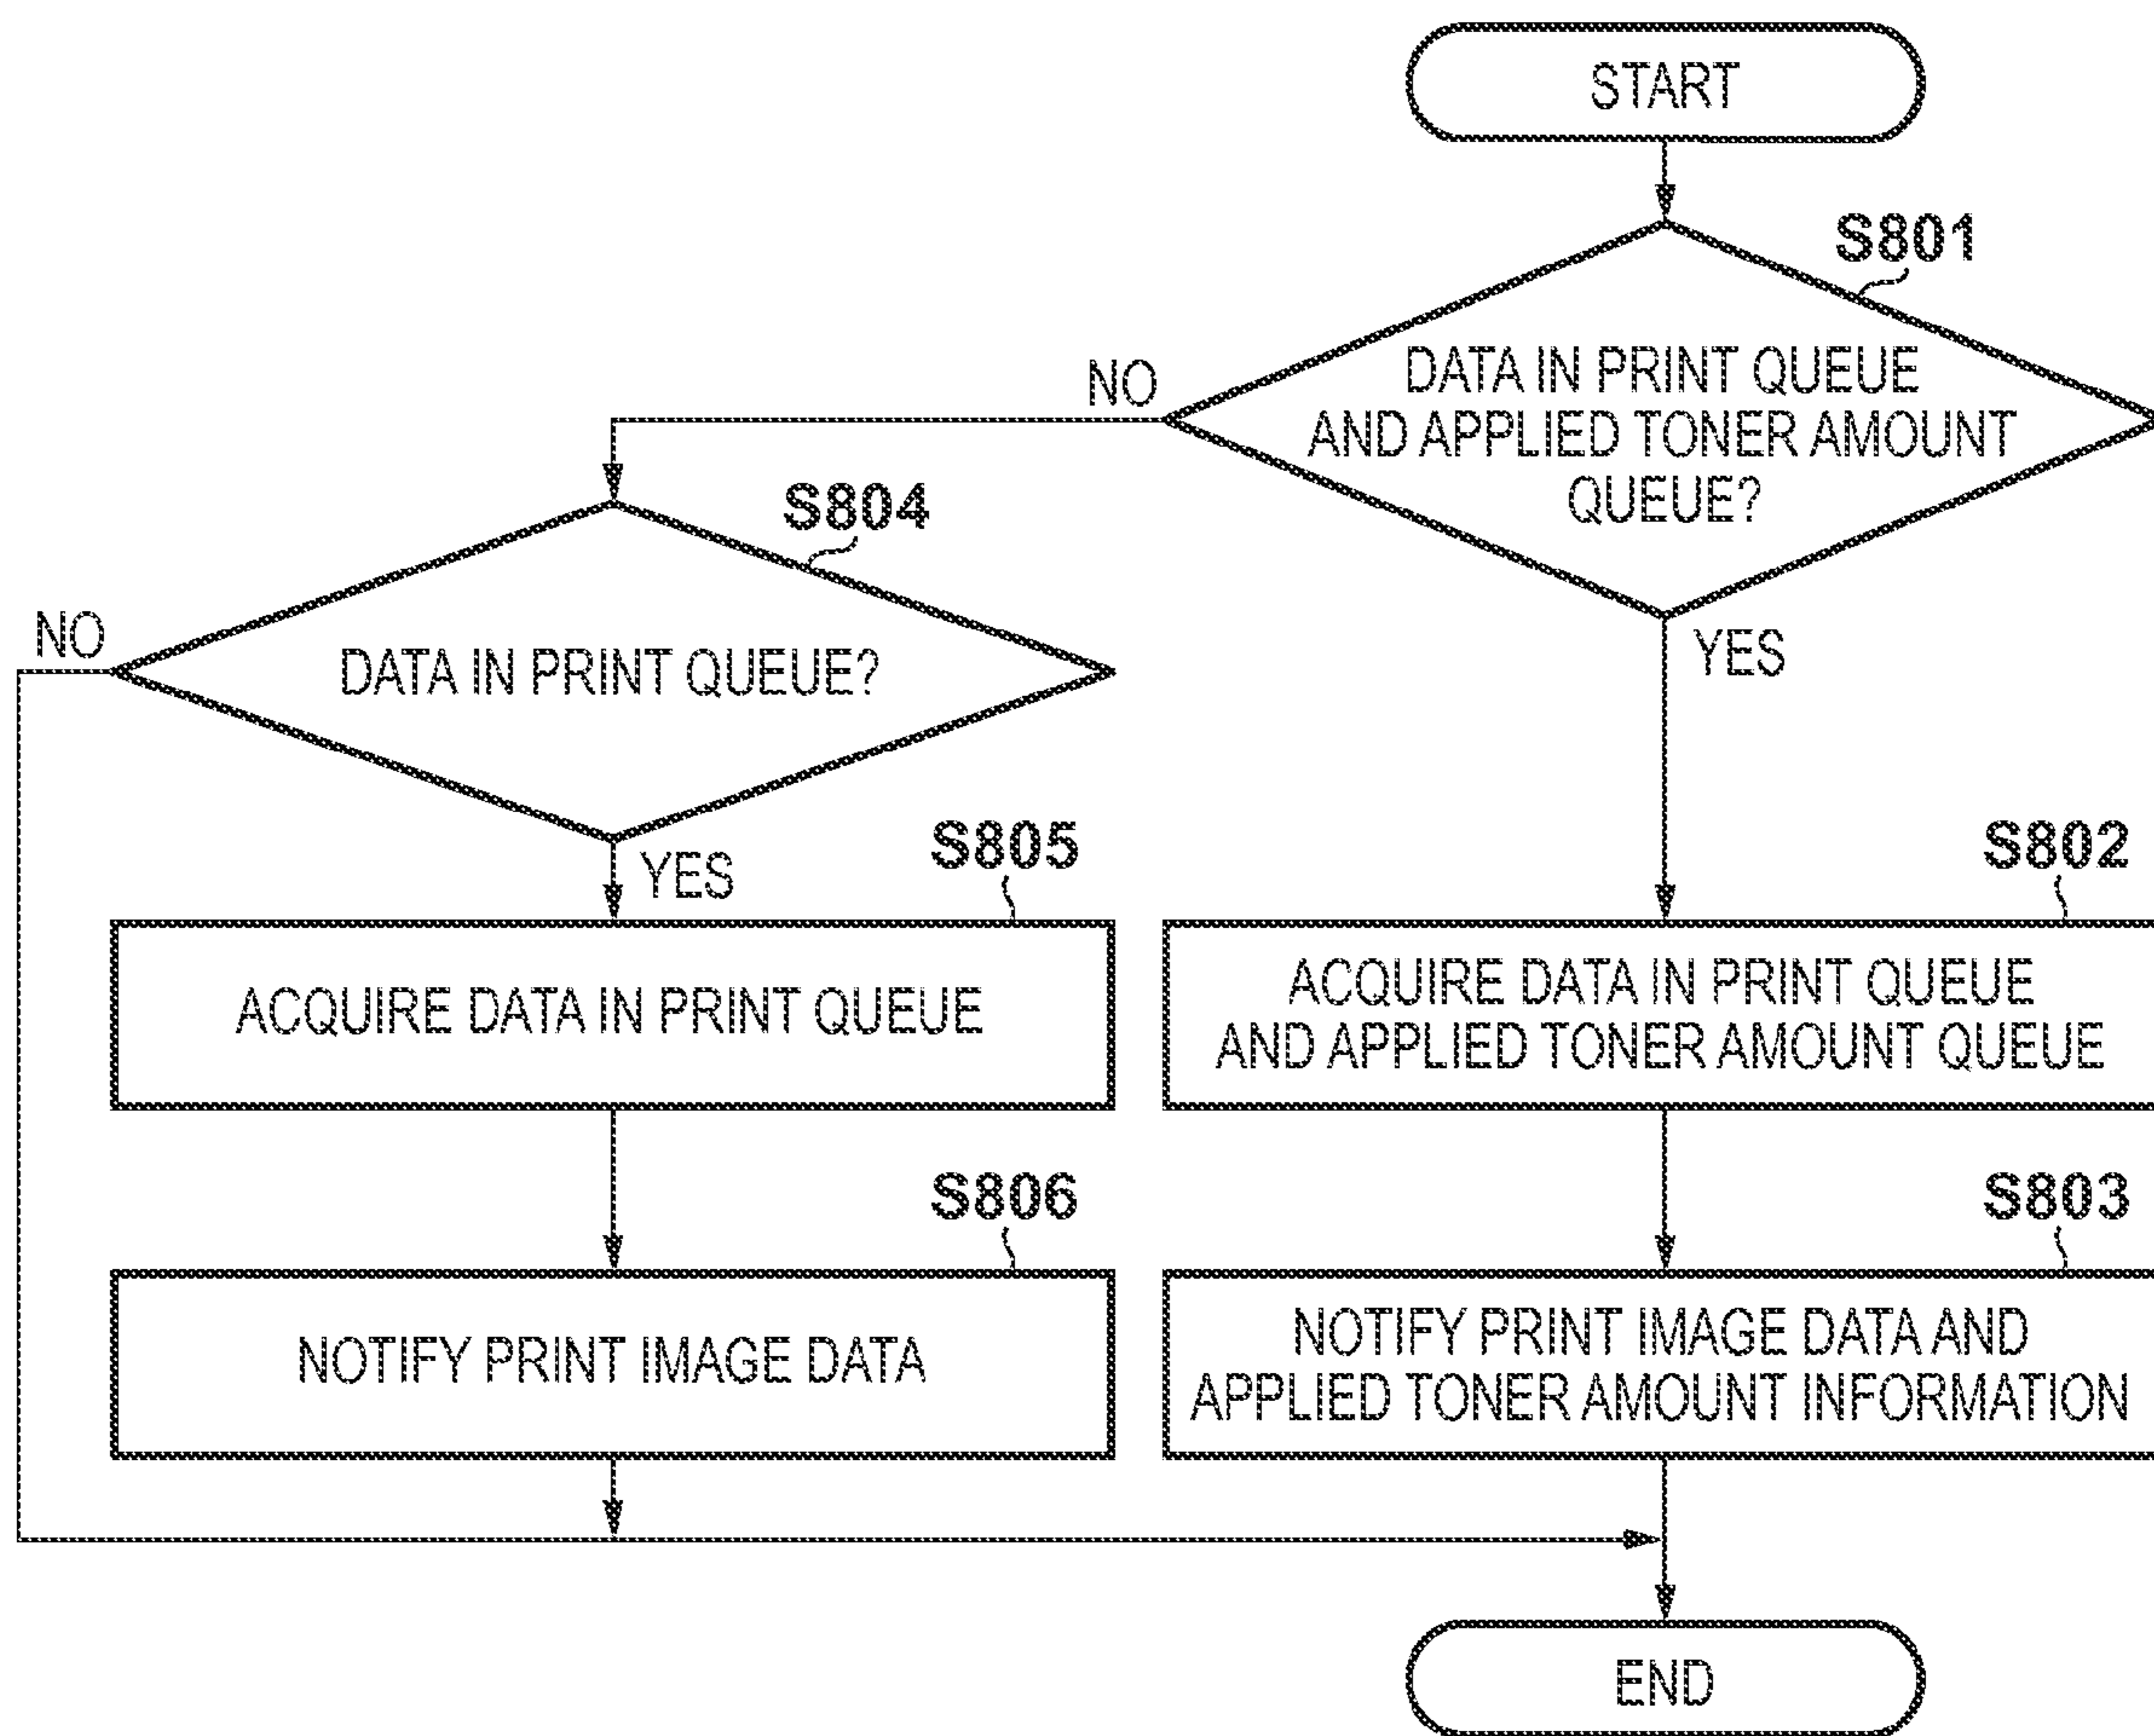 START
S801
DATA IN PRINT QUEUE
AND APPLIED TONER AMOUNT
QUEUE?
NO
YES
S804
DATA IN PRINT QUEUE?
NO
YES
S805
ACQUIRE DATA IN PRINT QUEUE
S802
ACQUIRE DATA IN PRINT QUEUE
AND APPLIED TONER AMOUNT QUEUE
S806
NOTIFY PRINT IMAGE DATA
S803
NOTIFY PRINT IMAGE DATA AND
APPLIED TONER AMOUNT INFORMATION
END